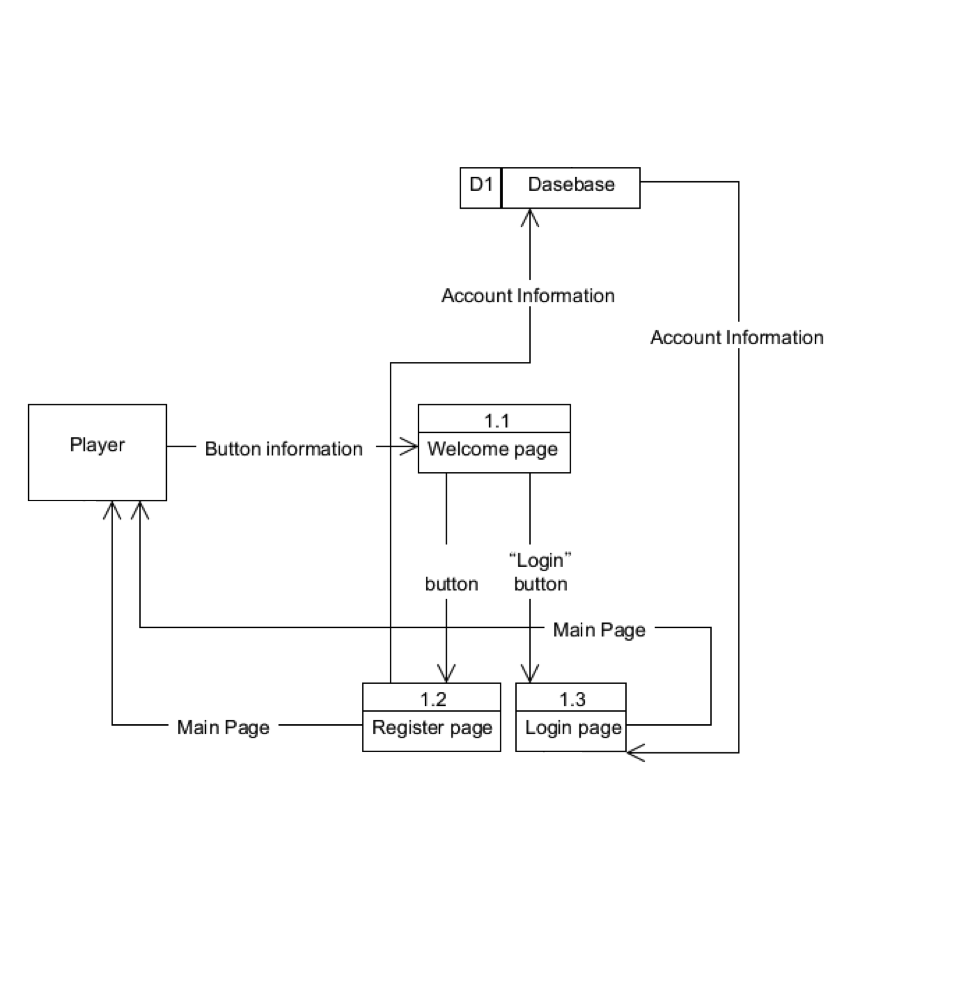 D1 Dasebase
Account Information
Account Information
1.1
Player
Button information
Welcome page
“Login”
button
button
Main Page
1.2
1.3
Register page
Login page
Main Page